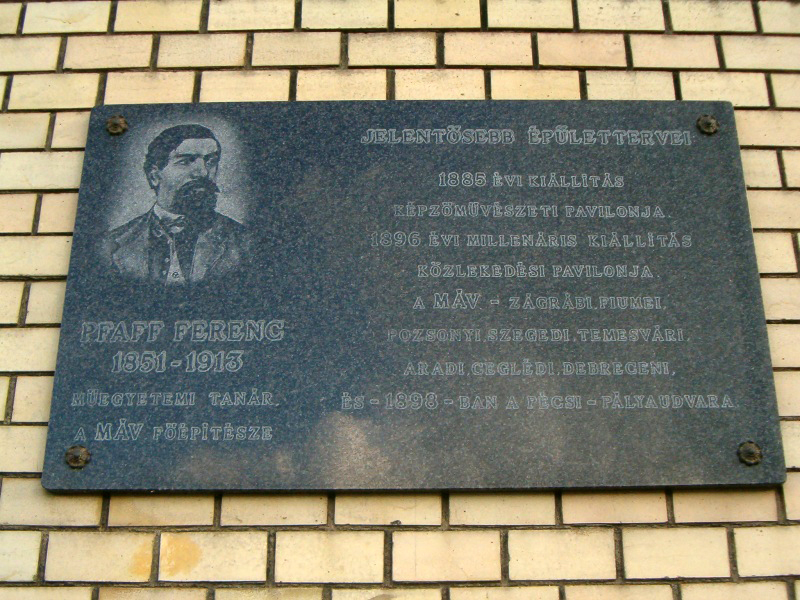 PFAFF FERENC
1851-1913
MŰEGYETEMI TANÁR,
A MÁV FŐÉPÍTÉSZE
JELENTŐSEBB ÉPÜLETTERVEI
1885 ÉVI KIÁLLÍTÁS
KÉPZŐMŰVÉSZETI PAVILONJA.
1896 ÉVI MILLENÁRIS KIÁLLÍTÁS
KÖZLEKEDÉSI PAVILONJA.
A MÁV - ZÁGRÁBI, FIUMEI,
POZSONYI, SZEGEDI, TEMESVÁRI,
ARADI, CEGLÉDI, DEBRECENI,
ÉS - 1898 - BAN A PÉCSI - PÁLYAUDVARA.